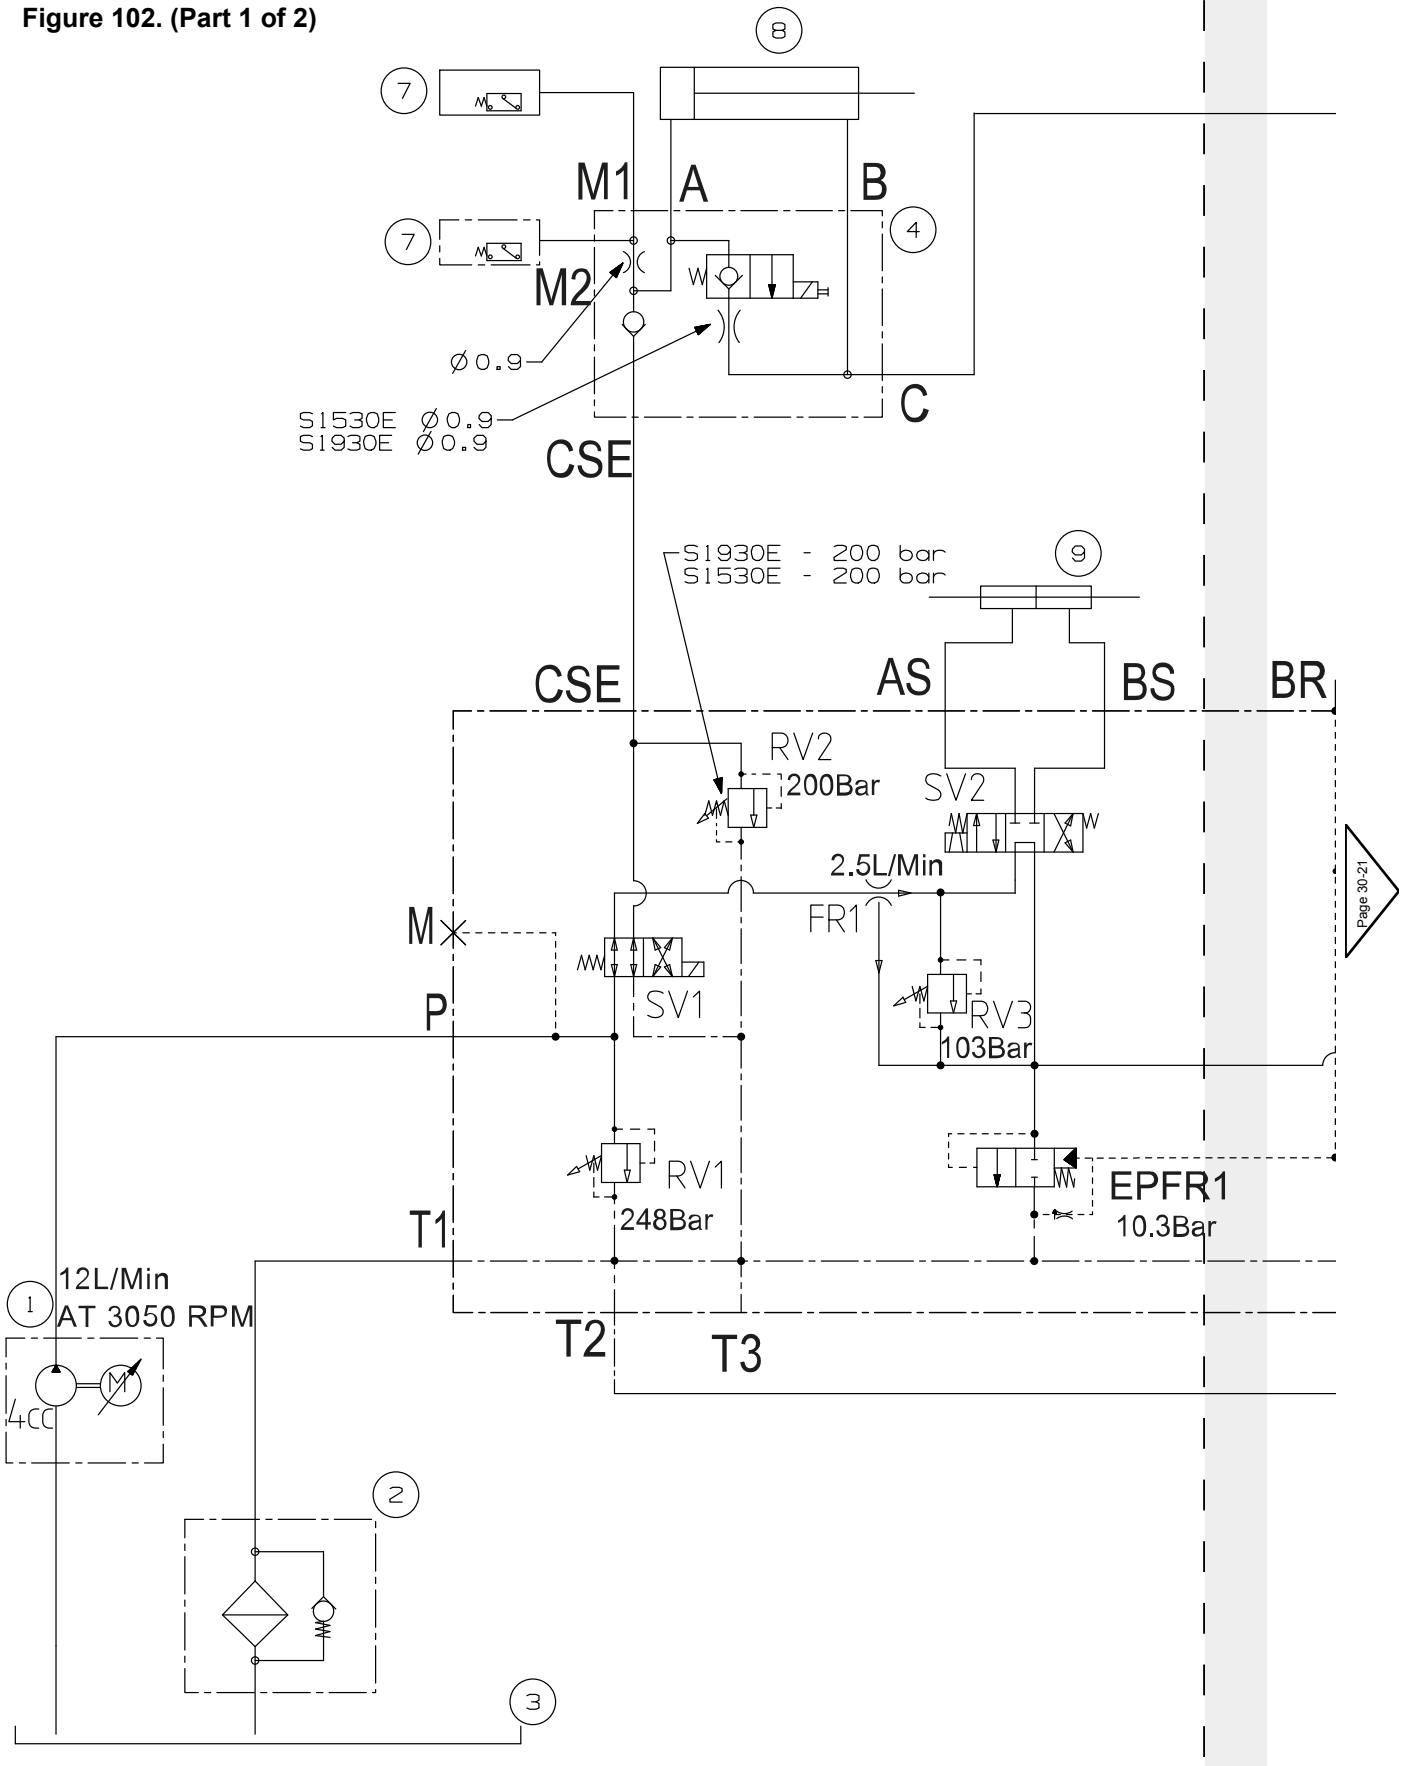 Figure 102. (Part 1 of 2)
8
7
M1
A
B
7
4
M2
Ø0.9
S1530E Ø0.9
S1930E Ø0.9
C
CSE
S1930E - 200 bar
S1530E - 200 bar
9
CSE
AS
BS
BR
RV2
200Bar
SV2
2.5L/Min
FR1
M
SV1
P
RV3
103Bar
Page 30-21
RV1
248Bar
EPFR1
10.3Bar
T1
1
12L/Min
AT 3050 RPM
T2
T3
M
4CC
2
3